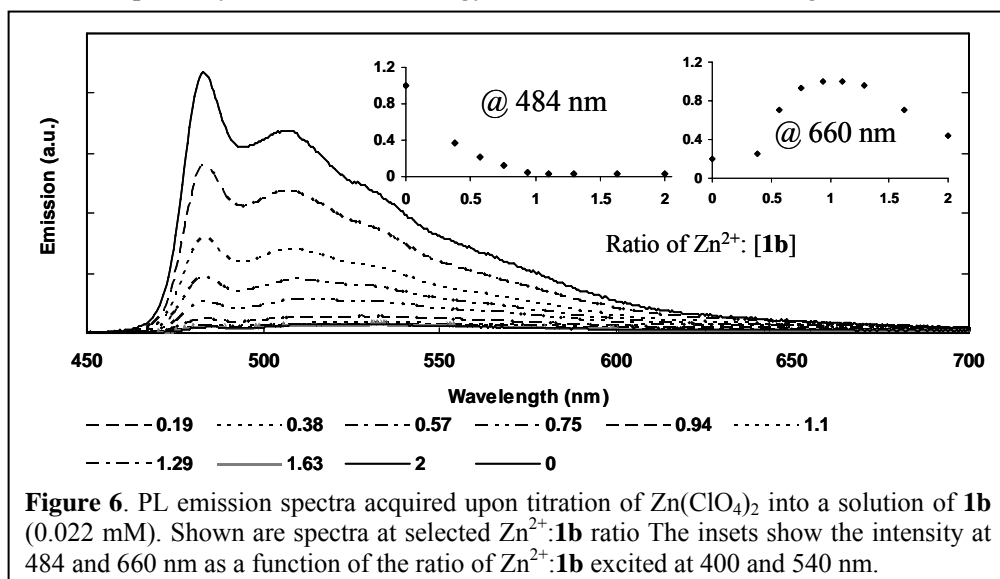 1.2
0.8
0.4
0
@ 484 nm
0 0.5 1 1.5 2
1.2
0.8
0.4
0
@ 660 nm
0 1 2
Ratio of Zn²⁺: [1b]
Emission (a.u.)
450 500 550 600 650 700
Wavelength (nm)
0.19 0.38 0.57 0.75 0.94 1.1
1.29 1.63 2 0
Figure 6. PL emission spectra acquired upon titration of Zn(ClO₄)₂ into a solution of 1b
(0.022 mM). Shown are spectra at selected Zn²⁺:1b ratio The insets show the intensity at
484 and 660 nm as a function of the ratio of Zn²⁺:1b excited at 400 and 540 nm.